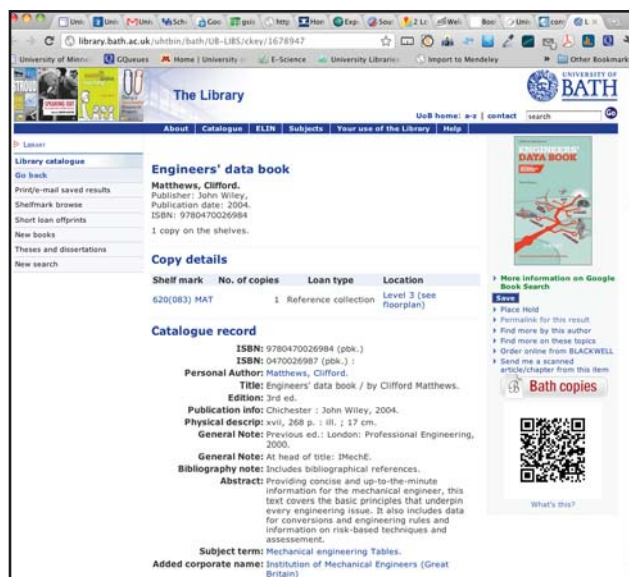 library.bath.ac.uk/uhtbin/bath/UB-LIBS/ckey/1678947
University of Minne
GQueues
Home | University
E-Science
University Libraries
Import to Mendeley
Other Bookmark
SPEAKING OUT
The Library
UNIVERSITY OF
BATH
UoB home: a-z | contact
search
Go
About | Catalogue | ELIN | Subjects | Your use of the Library | Help
Library
Library catalogue
Go back
Print/e-mail saved results
Shelfmark browse
Short loan offprints
New books
Theses and dissertations
New search
Engineers' data book
Matthews, Clifford.
Publisher: John Wiley,
Publication date: 2004.
ISBN: 9780470026984
1 copy on the shelves.
Copy details
Shelf mark No. of copies Loan type Location
620(083) MAT 1 Reference collection Level 3 (see
floorplan)
Catalogue record
ISBN: 9780470026984 (pbk.)
ISBN: 0470026987 (pbk.) :
Personal Author: Matthews, Clifford.
Title: Engineers' data book / by Clifford Matthews.
Edition: 3rd ed.
Publication info: Chichester : John Wiley, 2004.
Physical descrip: xvii, 268 p. : ill. ; 17 cm.
General Note: Previous ed.: London: Professional Engineering,
2000.
General Note: At head of title: IMechE.
Bibliography note: Includes bibliographical references.
Abstract: Providing concise and up-to-the-minute
information for the mechanical engineer, this
text covers the basic principles that underpin
every engineering issue. It also includes data
for conversions and engineering rules and
information on risk-based techniques and
assessement.
Subject term: Mechanical engineering Tables.
Added corporate name: Institution of Mechanical Engineers (Great
Britain)
ENGINEERS'
DATA BOOK
More information on Google
Book Search
Save
Place Hold
Permalink for this result
Find more by this author
Find more on these topics
Order online from BLACKWELL
Send me a scanned
article/chapter from this item
Bath copies
What's this?